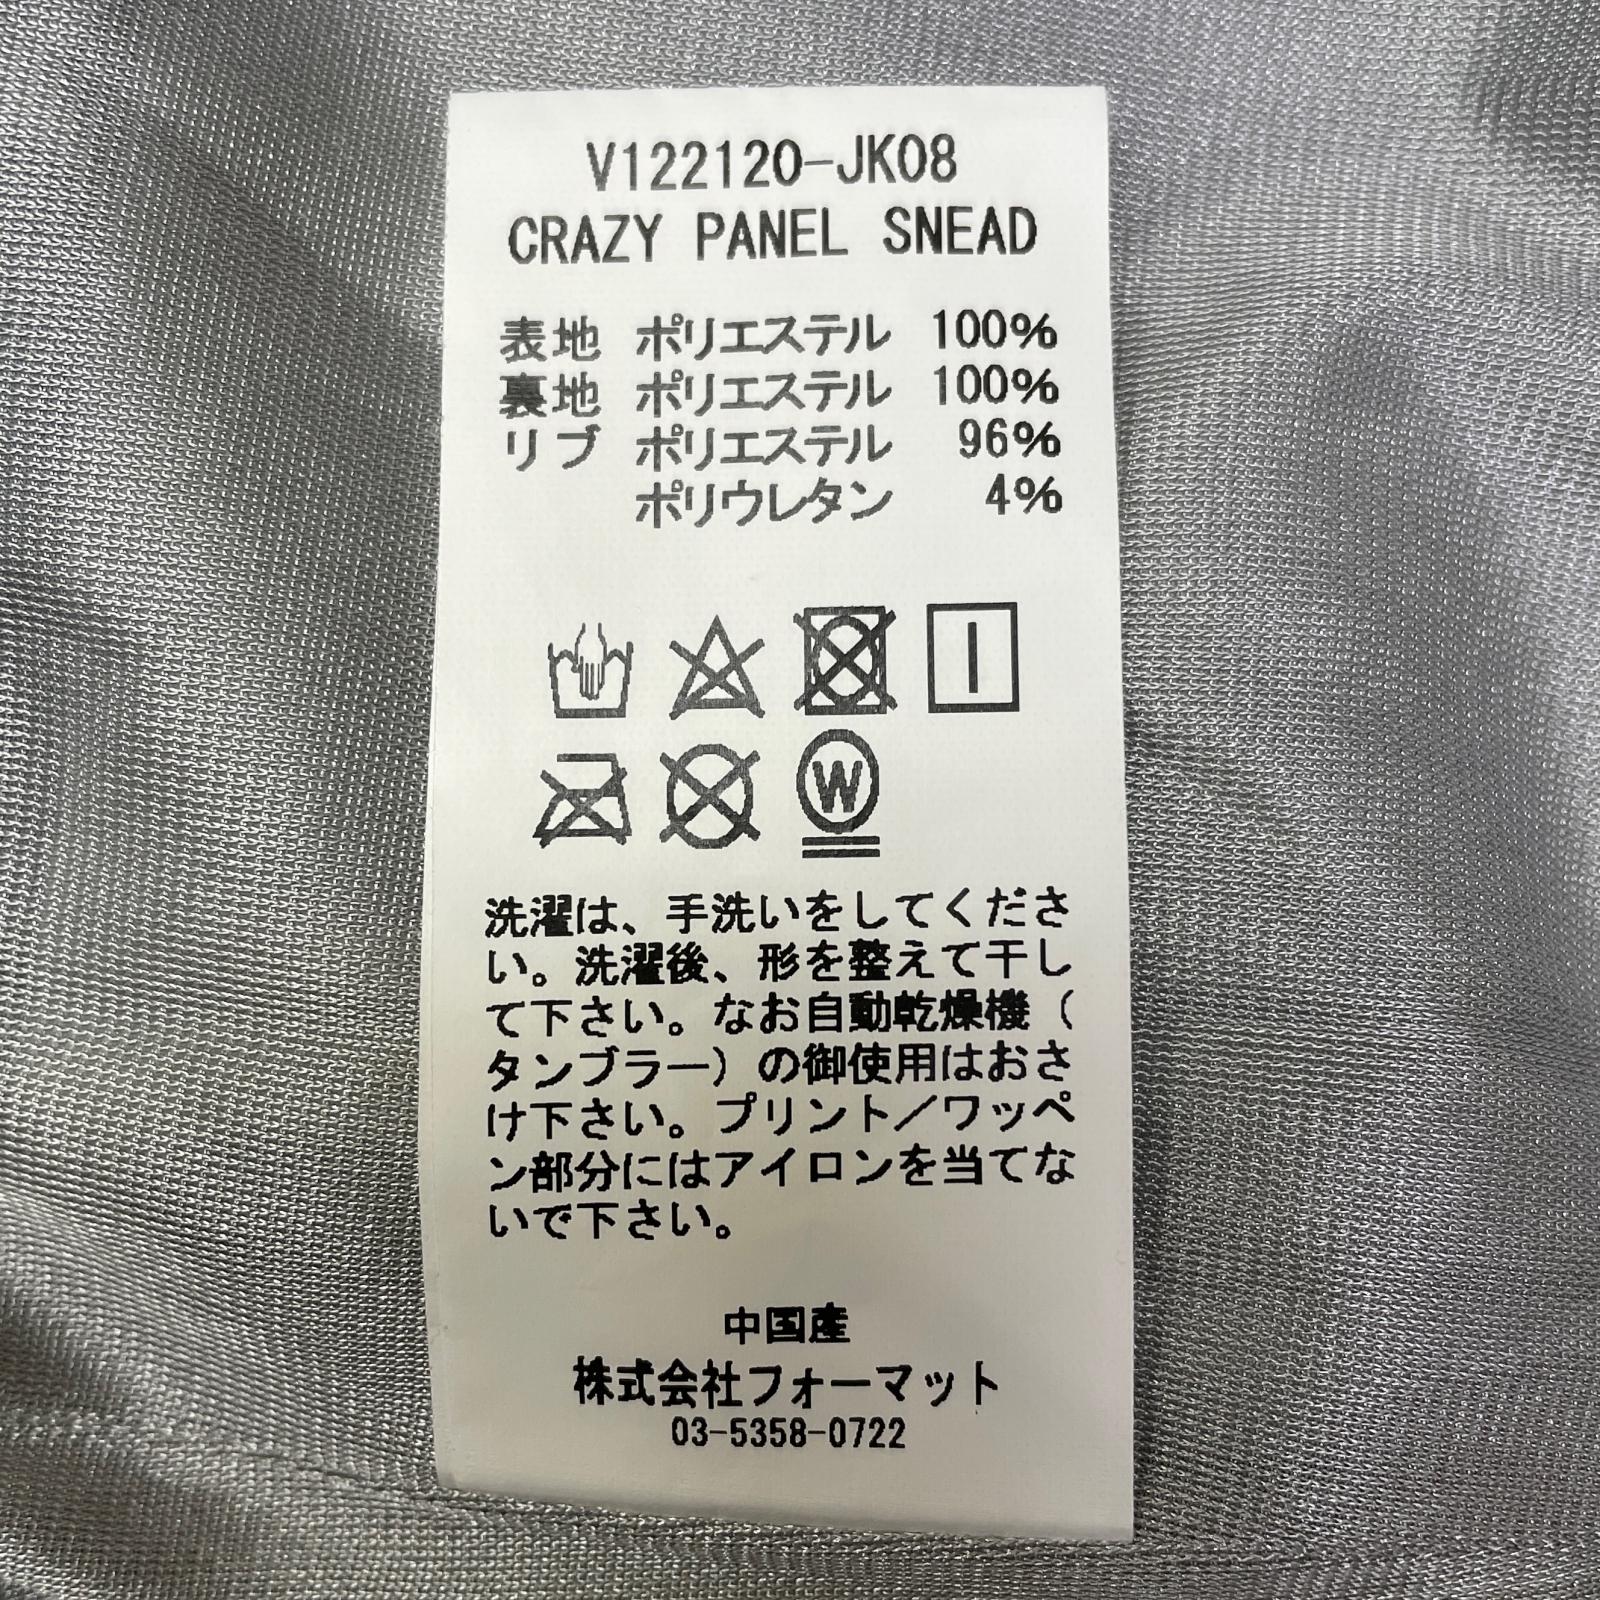 V122120-JK08
CRAZY PANEL SNEAD
表地 ポリエステル 100%
裏地 ポリエステル 100%
リブ ポリエステル 96%
ポリウレタン 4%
W
洗濯は、手洗いをしてくださ
い。洗濯後、形を整えて干し
て下さい。なお自動乾燥機(
タンブラー)の御使用はおさ
け下さい。プリント/ワッペ
ン部分にはアイロンを当てな
いで下さい。
中国産
株式会社フォーマット
03-5358-0722